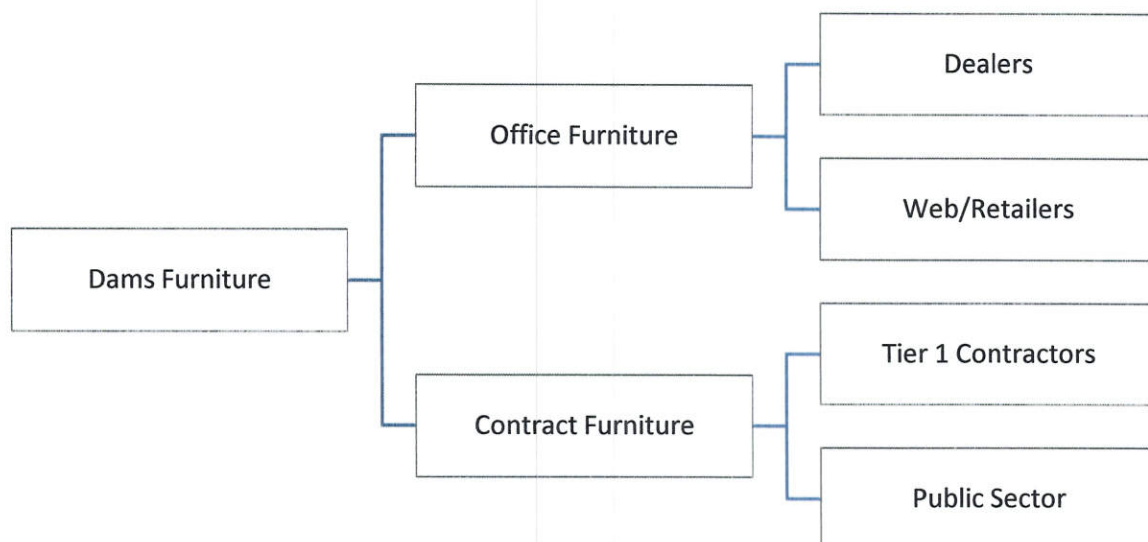 Dams Furniture
Office Furniture
Dealers
Web/Retailers
Contract Furniture
Tier 1 Contractors
Public Sector